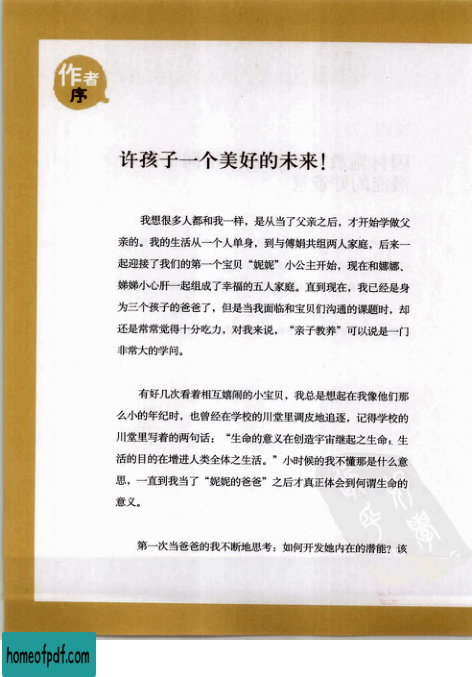 作者
序
许孩子一个美好的未来！
我想很多人都和我一样，是从当了父亲之后，才开始学做父
亲的。我的生活从一个人单身，到与傅娟共组两人家庭，后来一
起迎接了我们的第一个宝贝“妮妮”小公主开始，现在和娜娜、
娣娣小心肝一起组成了幸福的五人家庭。直到现在，我已经是身
为三个孩子的爸爸了，但是当我面临和宝贝们沟通的课题时，却
还是常常觉得十分吃力，对我来说，“亲子教养”可以说是一门
非常大的学问。
有好几次看着相互嬉闹的小宝贝，我总是想起在我像他们那
么小的年纪时，也曾经在学校的川堂里调皮地追逐，记得学校的
川堂里写着的两句话：“生命的意义在创造宇宙继起之生命；生
活的目的在增进人类全体之生活。”小时候的我不懂那是什么意
思，一直到我当了“妮妮的爸爸”之后才真正体会到何谓生命的
意义。
第一次当爸爸的我不断地思考：如何开发她内在的潜能？该
homeofpdf.com